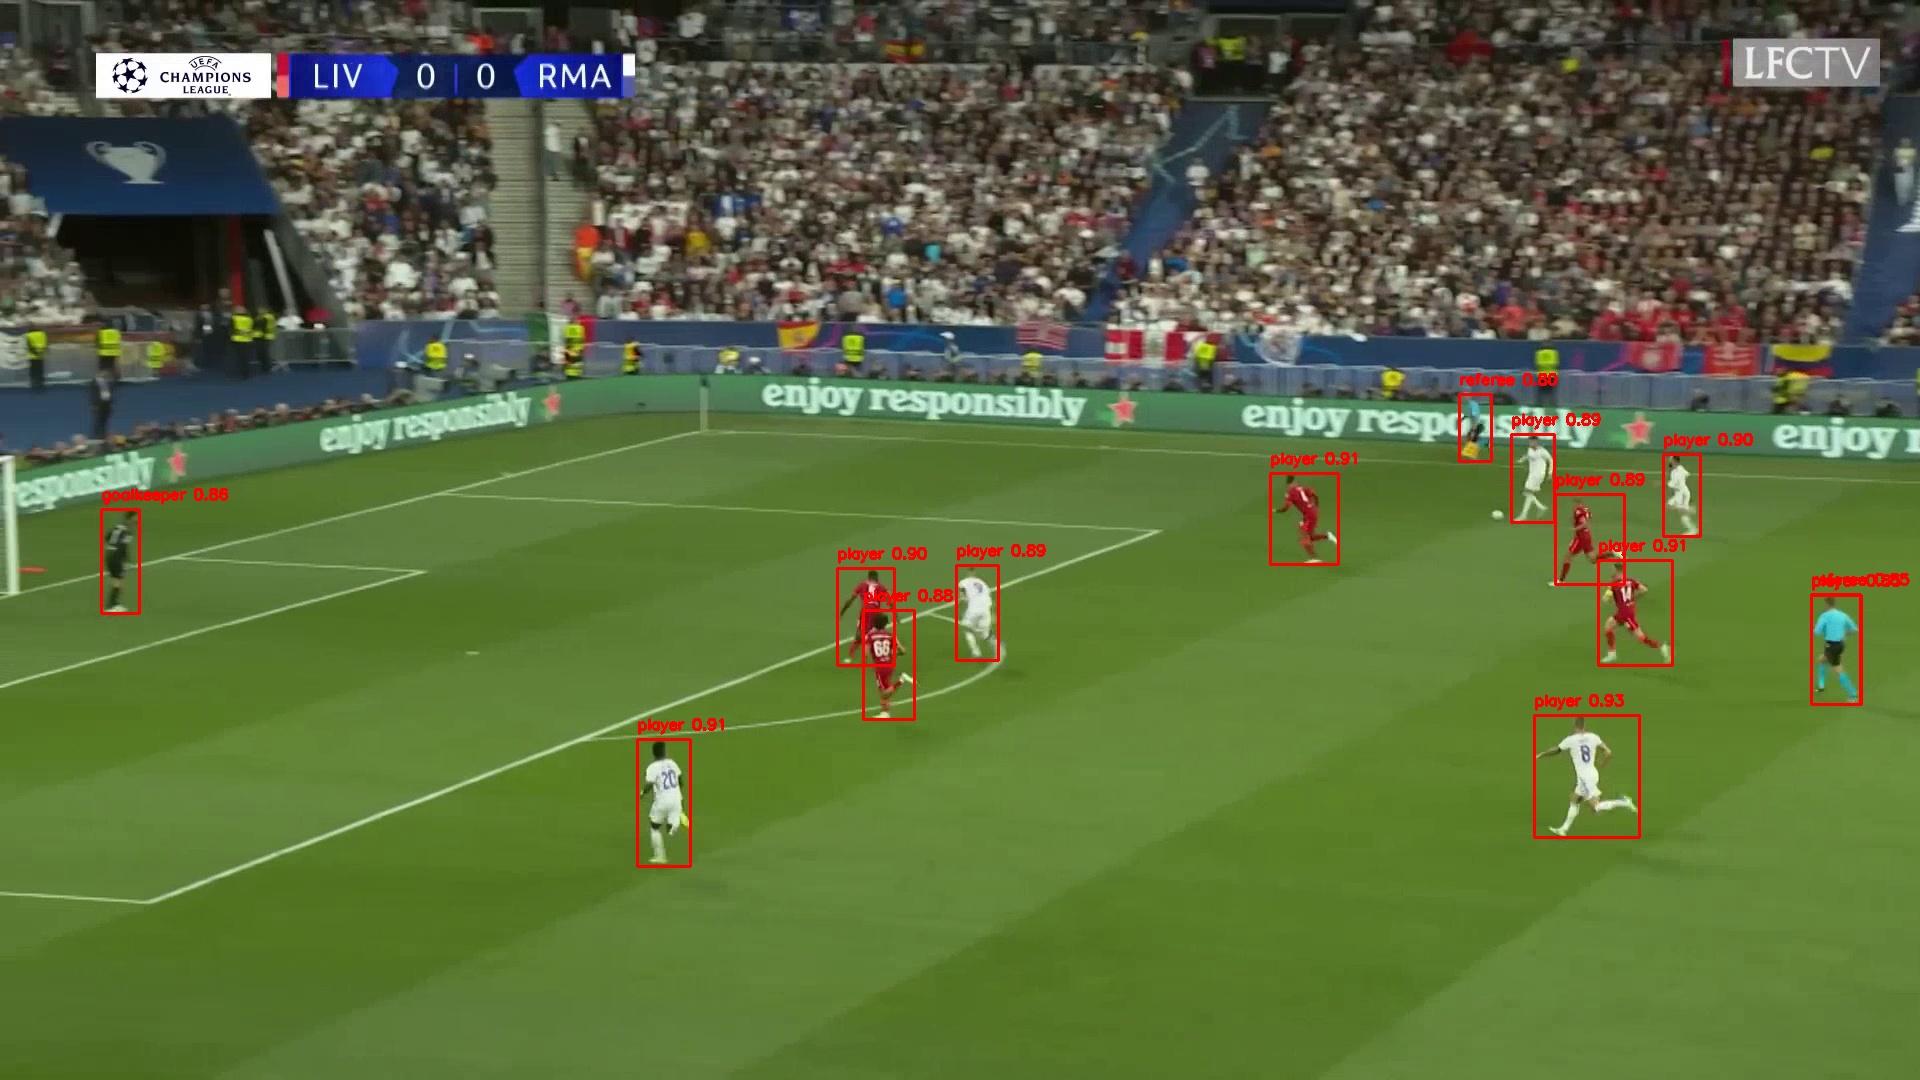 UEFA
CHAMPIONS
LEAGUE
LIV 0 | 0 RMA
LFCTV
enjoy responsibly
enjoy responsibly
enjoy responsibly
enjoy r
esponsibly
referee 0.80
player 0.89
player 0.90
player 0.91
player 0.89
goalkeeper 0.86
player 0.91
player 0.90
player 0.89
player 0.88
14
9
66
player 0.93
player 0.91
8
20